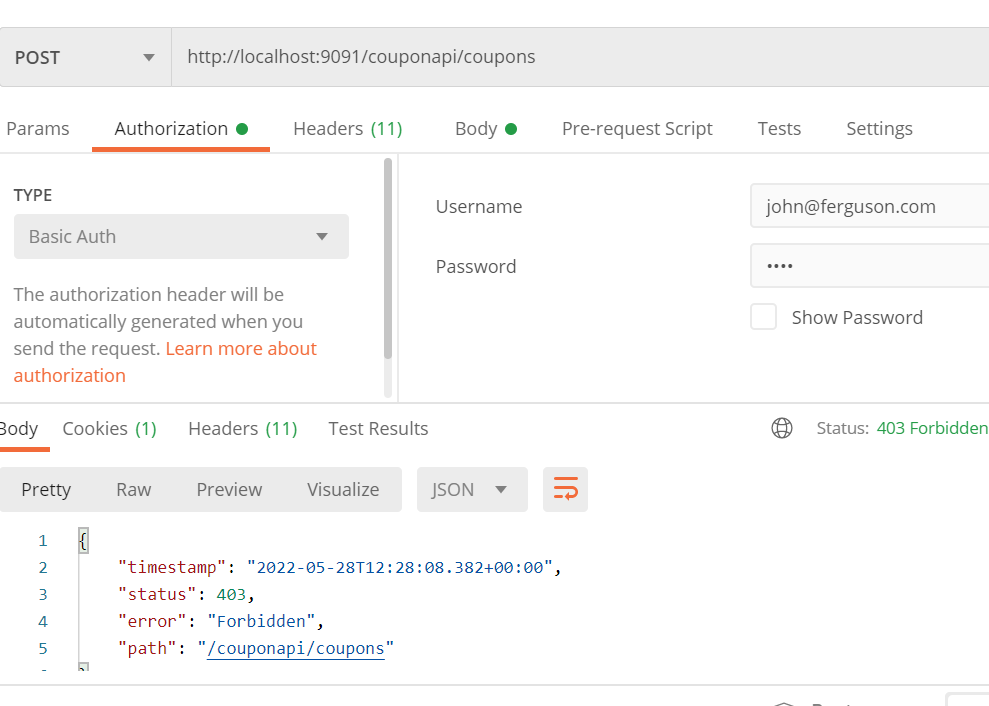 POST http://localhost:9091/couponapi/coupons
Params Authorization Headers (11) Body Pre-request Script Tests Settings
TYPE
Basic Auth
The authorization header will be
automatically generated when you
send the request. Learn more about
authorization
Username john@ferguson.com
Password ••••
Show Password
Body Cookies (1) Headers (11) Test Results Status: 403 Forbidden
Pretty Raw Preview Visualize JSON
1 {
2 "timestamp": "2022-05-28T12:28:08.382+00:00",
3 "status": 403,
4 "error": "Forbidden",
5 "path": "/couponapi/coupons"